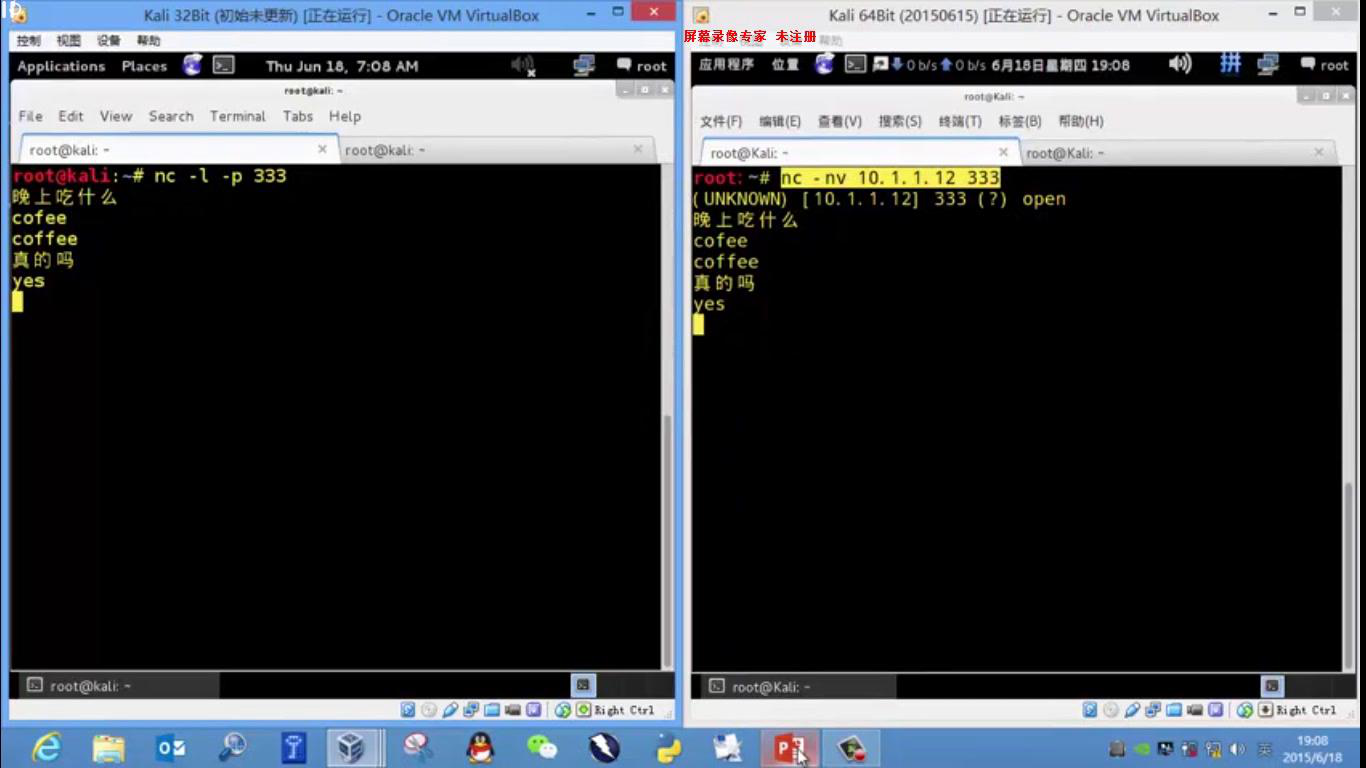 Kali 32Bit (初始未更新) [正在运行] - Oracle VM VirtualBox
控制 视图 设备 帮助
Applications Places Thu Jun 18, 7:08 AM root
root@kali: ~
File Edit View Search Terminal Tabs Help
root@kali: ~ root@kali: ~
root@kali:~# nc -l -p 333
晚上吃什么
cofee
coffee
真的吗
yes
root@kali: ~
Right Ctrl
Kali 64Bit (20150615) [正在运行] - Oracle VM VirtualBox
屏幕录像专家 未注册
帮助
应用程序 位置 0 b/s 0 b/s 6月18日星期四 19:08 拼 root
root@Kali: ~
文件(F) 编辑(E) 查看(V) 搜索(S) 终端(T) 标签(B) 帮助(H)
root@Kali: ~ root@Kali: ~
root:~# nc -nv 10.1.1.12 333
(UNKNOWN) [10.1.1.12] 333 (?) open
晚上吃什么
cofee
coffee
真的吗
yes
root@Kali: ~
Right Ctrl
英 19:08
2015/6/18